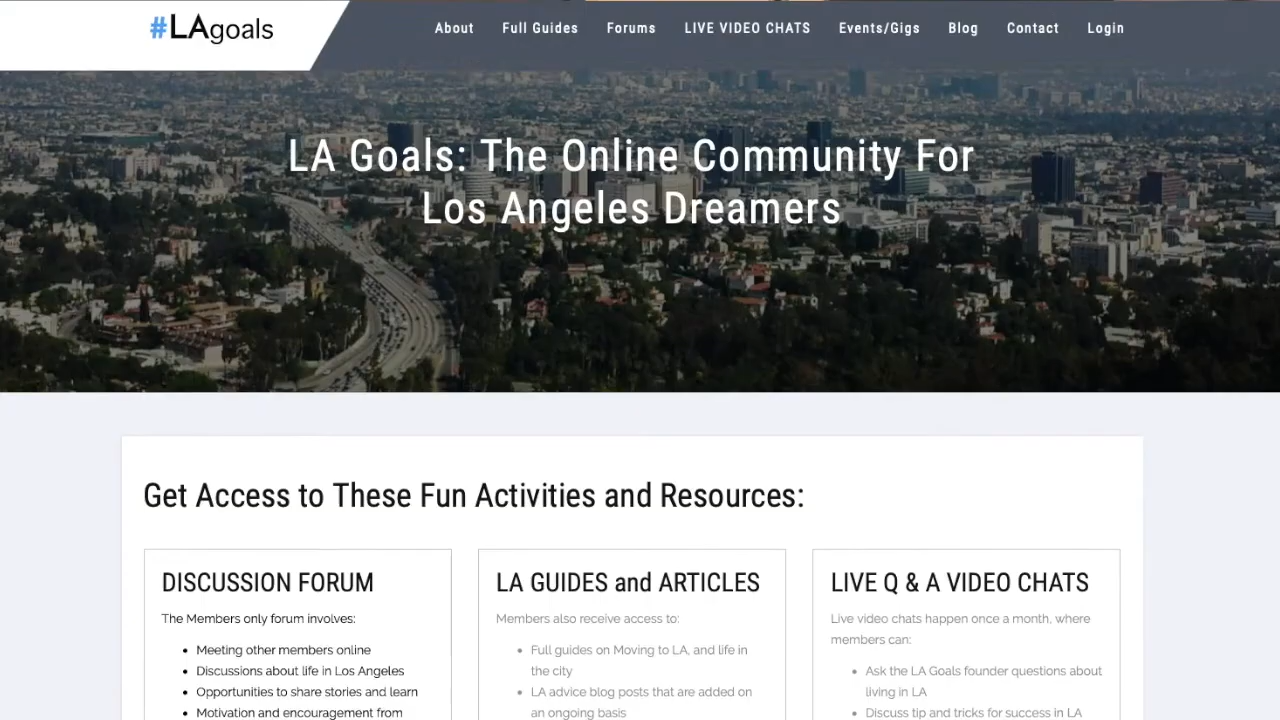 #LAgoals
About Full Guides Forums LIVE VIDEO CHATS Events/Gigs Blog Contact Login
LA Goals: The Online Community For
Los Angeles Dreamers
Get Access to These Fun Activities and Resources:
DISCUSSION FORUM
The Members only forum involves:
• Meeting other members online
• Discussions about life in Los Angeles
• Opportunities to share stories and learn
• Motivation and encouragement from
LA GUIDES and ARTICLES
Members also receive access to:
• Full guides on Moving to LA, and life in
the city
• LA advice blog posts that are added on
an ongoing basis
LIVE Q & A VIDEO CHATS
Live video chats happen once a month, where
members can:
• Ask the LA Goals founder questions about
living in LA
• Discuss tip and tricks for success in LA